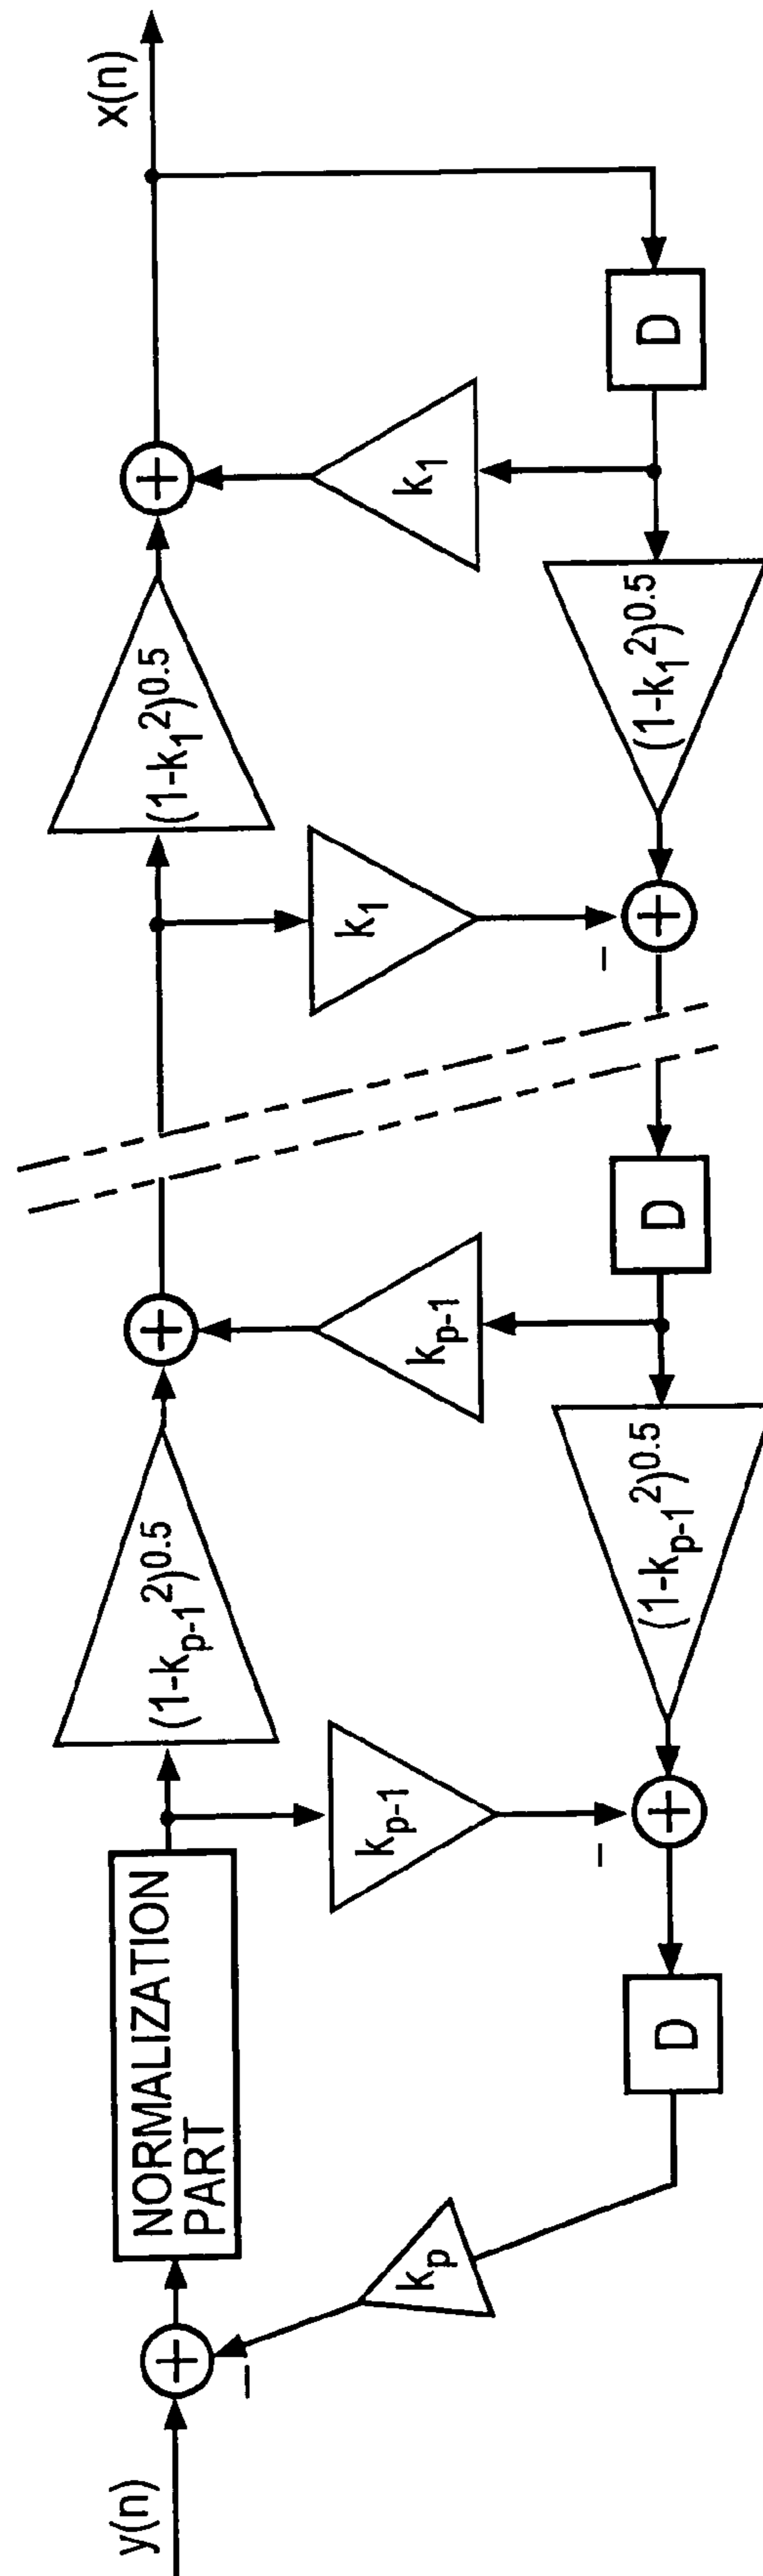 y(n)
+
−
NORMALIZATION
PART
kp
D
kp-1
−
+
(1-kp-1²)0.5
(1-kp-1²)0.5
+
kp-1
D
k1
−
+
(1-k1²)0.5
(1-k1²)0.5
+
k1
D
x(n)